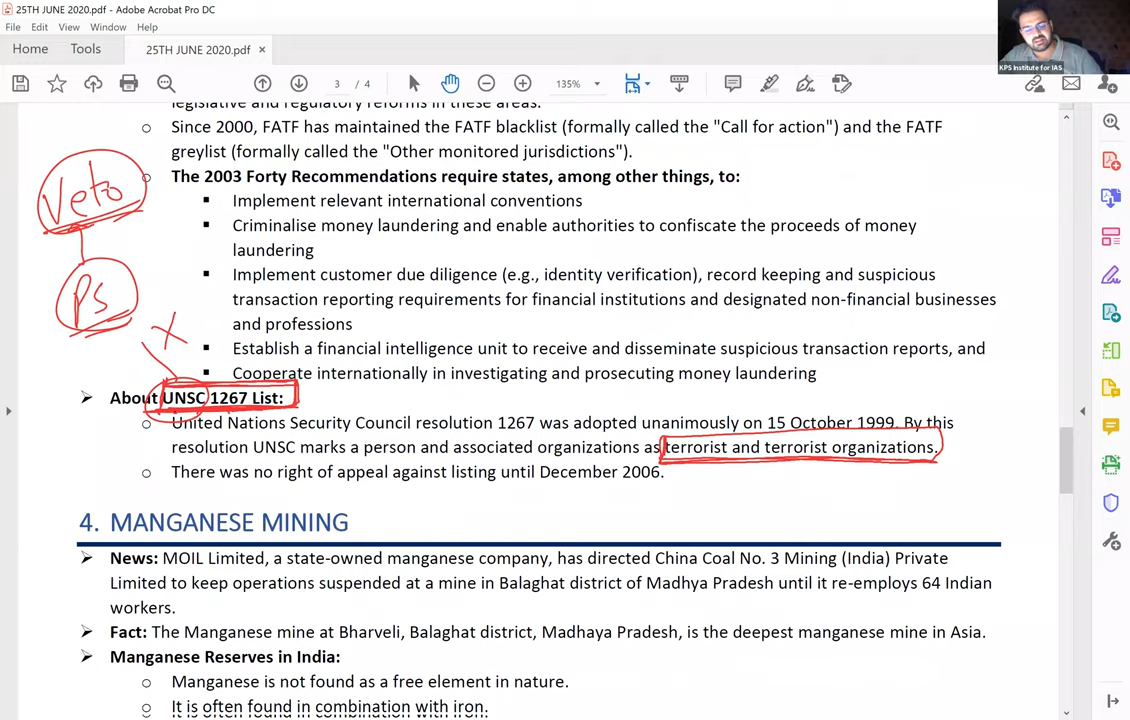 25TH JUNE 2020.pdf - Adobe Acrobat Pro DC
File Edit View Window Help
Home Tools 25TH JUNE 2020.pdf ×
3 / 4 135%
KPS Institute for IAS
legislative and regulatory reforms in these areas.
o Since 2000, FATF has maintained the FATF blacklist (formally called the "Call for action") and the FATF
greylist (formally called the "Other monitored jurisdictions").
Veto
o The 2003 Forty Recommendations require states, among other things, to:
▪ Implement relevant international conventions
▪ Criminalise money laundering and enable authorities to confiscate the proceeds of money
laundering
PS
▪ Implement customer due diligence (e.g., identity verification), record keeping and suspicious
transaction reporting requirements for financial institutions and designated non-financial businesses
and professions
X
▪ Establish a financial intelligence unit to receive and disseminate suspicious transaction reports, and
▪ Cooperate internationally in investigating and prosecuting money laundering
➢ About UNSC 1267 List:
o United Nations Security Council resolution 1267 was adopted unanimously on 15 October 1999. By this
resolution UNSC marks a person and associated organizations as terrorist and terrorist organizations.
o There was no right of appeal against listing until December 2006.
4. MANGANESE MINING
➢ News: MOIL Limited, a state-owned manganese company, has directed China Coal No. 3 Mining (India) Private
Limited to keep operations suspended at a mine in Balaghat district of Madhya Pradesh until it re-employs 64 Indian
workers.
➢ Fact: The Manganese mine at Bharveli, Balaghat district, Madhaya Pradesh, is the deepest manganese mine in Asia.
➢ Manganese Reserves in India:
o Manganese is not found as a free element in nature.
o It is often found in combination with iron.